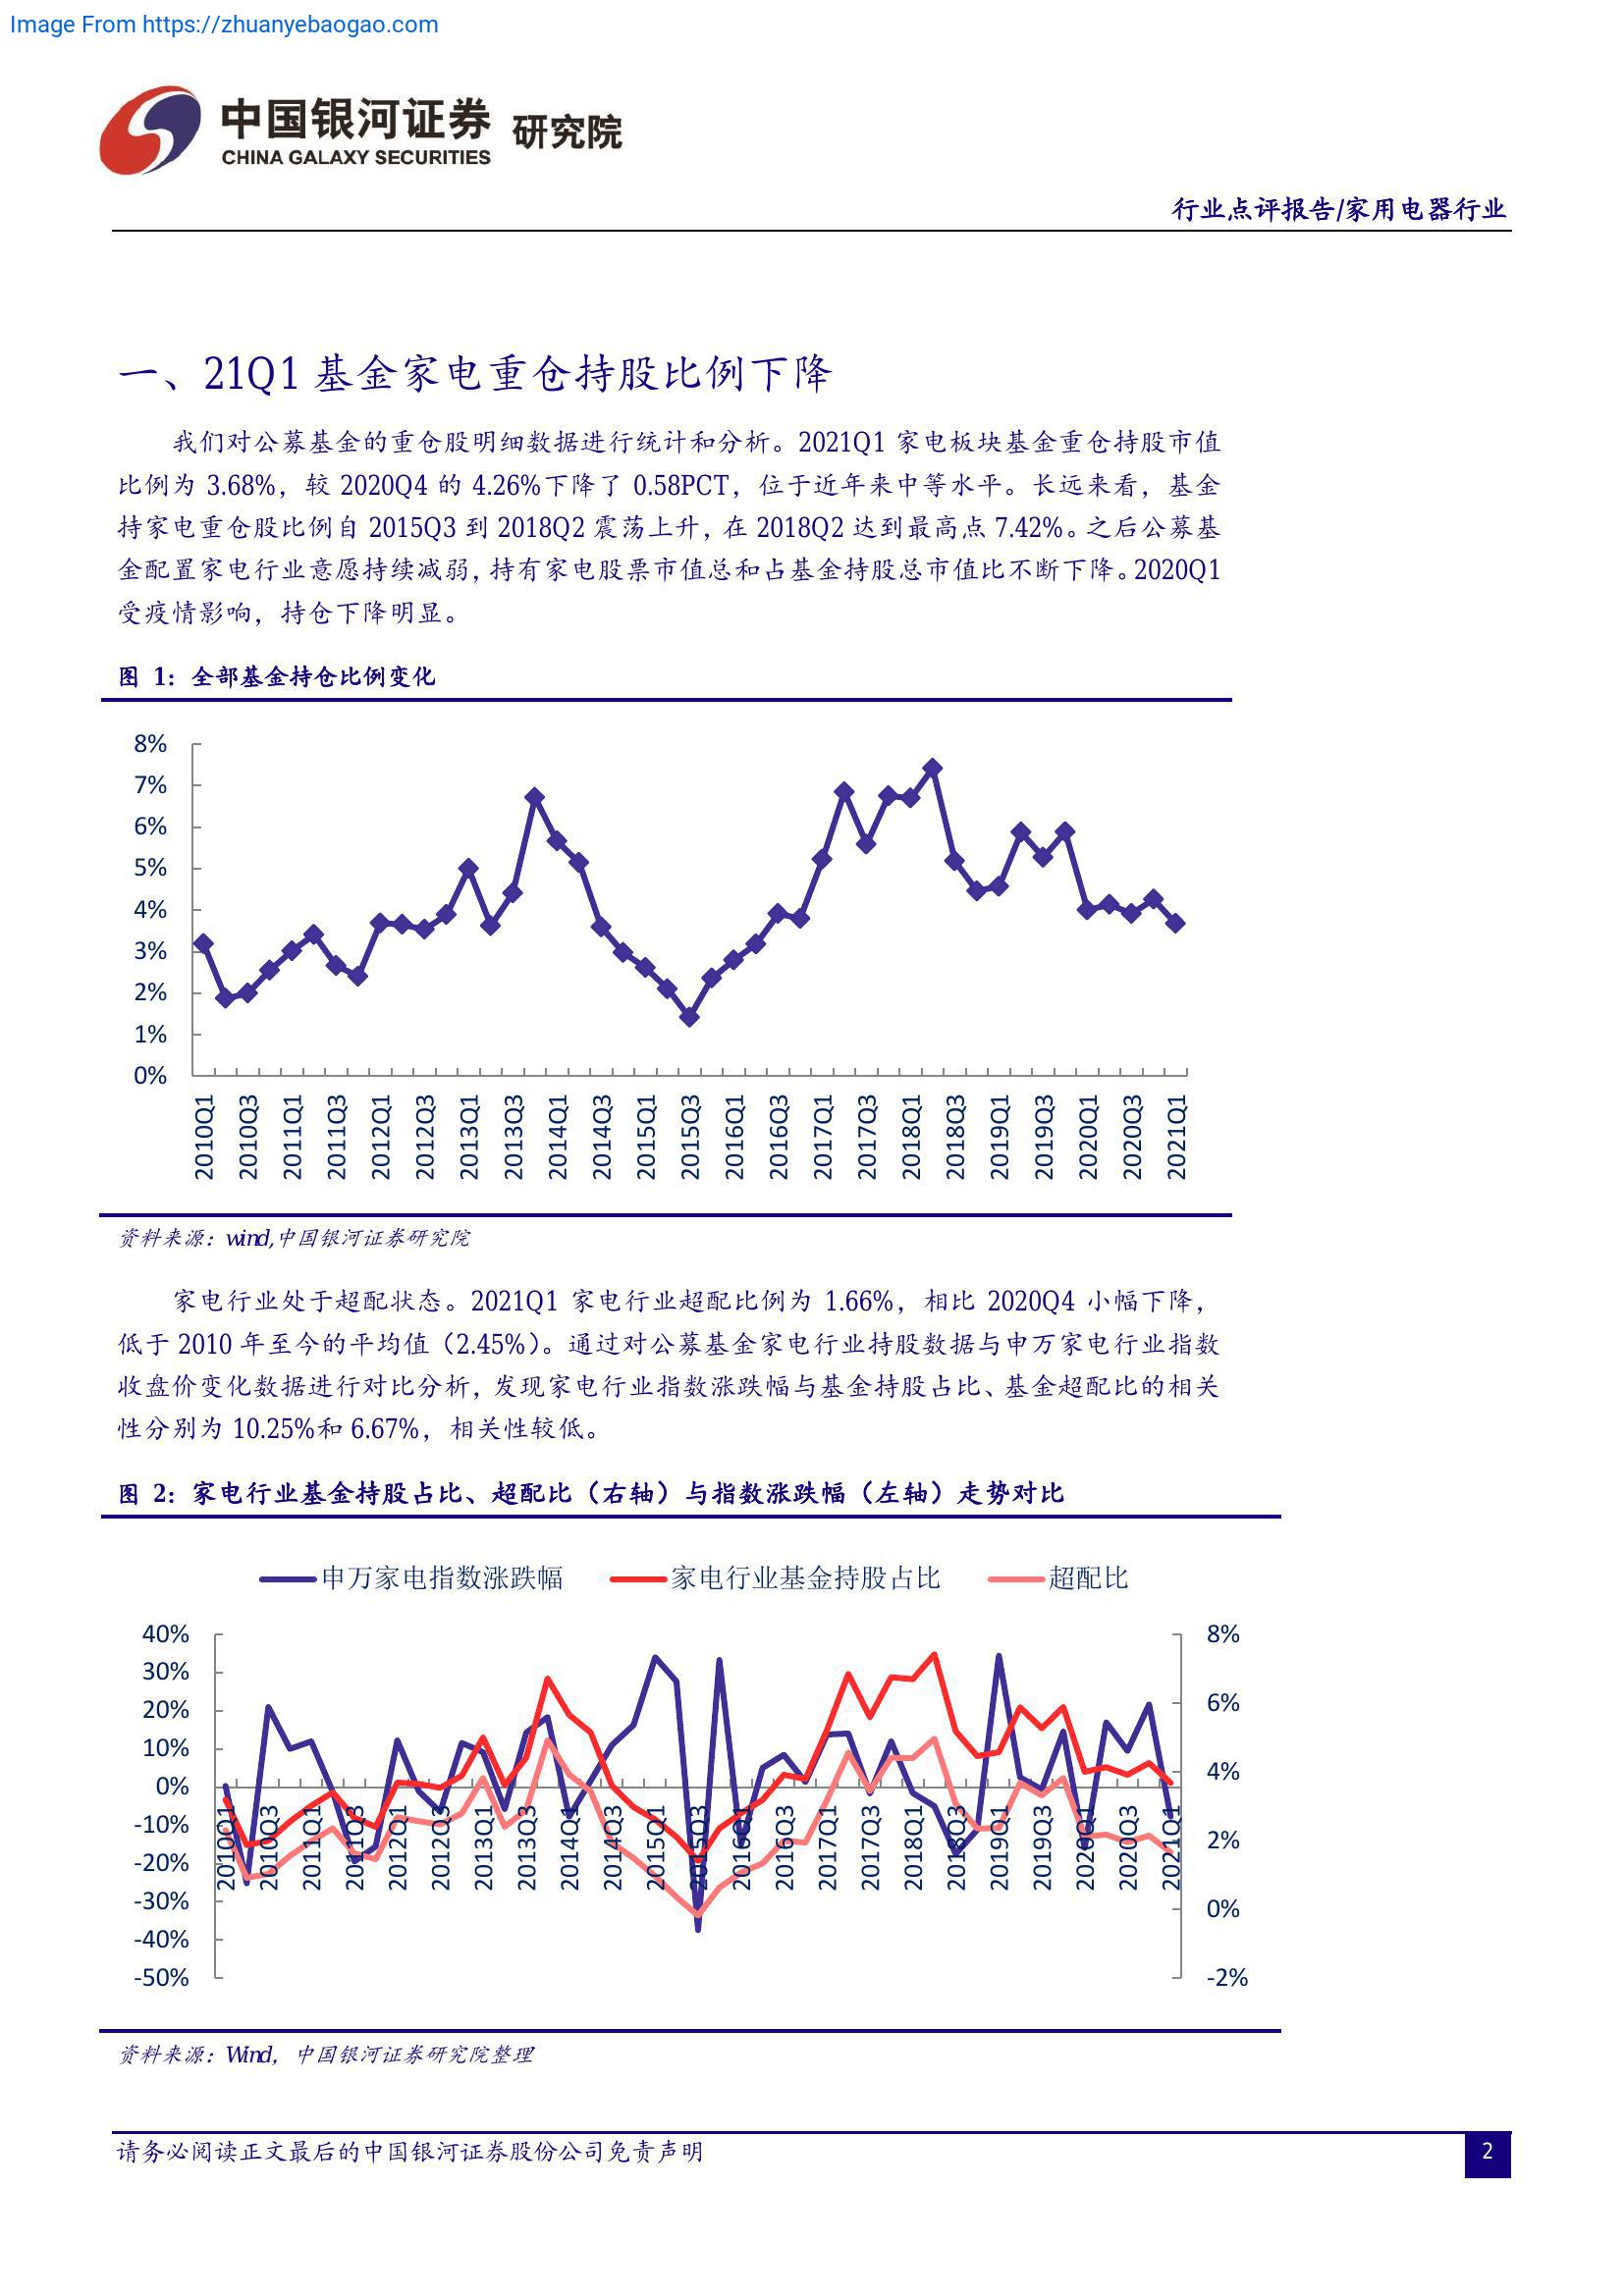 Image From https://zhuanyebaogao.com
中国银河证券 研究院
CHINA GALAXY SECURITIES
行业点评报告/家用电器行业
一、21Q1 基金家电重仓持股比例下降
我们对公募基金的重仓股明细数据进行统计和分析。2021Q1 家电板块基金重仓持股市值
比例为 3.68%，较 2020Q4 的 4.26%下降了 0.58PCT，位于近年来中等水平。长远来看，基金
持家电重仓股比例自 2015Q3 到 2018Q2 震荡上升，在 2018Q2 达到最高点 7.42%。之后公募基
金配置家电行业意愿持续减弱，持有家电股票市值总和占基金持股总市值比不断下降。2020Q1
受疫情影响，持仓下降明显。
图 1：全部基金持仓比例变化
8%
7%
6%
5%
4%
3%
2%
1%
0%
2010Q1 2010Q3 2011Q1 2011Q3 2012Q1 2012Q3 2013Q1 2013Q3 2014Q1 2014Q3 2015Q1 2015Q3 2016Q1 2016Q3 2017Q1 2017Q3 2018Q1 2018Q3 2019Q1 2019Q3 2020Q1 2020Q3 2021Q1
资料来源：wind,中国银河证券研究院
家电行业处于超配状态。2021Q1 家电行业超配比例为 1.66%，相比 2020Q4 小幅下降，
低于 2010 年至今的平均值（2.45%）。通过对公募基金家电行业持股数据与申万家电行业指数
收盘价变化数据进行对比分析，发现家电行业指数涨跌幅与基金持股占比、基金超配比的相关
性分别为 10.25%和 6.67%，相关性较低。
图 2：家电行业基金持股占比、超配比（右轴）与指数涨跌幅（左轴）走势对比
申万家电指数涨跌幅 家电行业基金持股占比 超配比
40%
30%
20%
10%
0%
-10%
-20%
-30%
-40%
-50%
8%
6%
4%
2%
0%
-2%
2010Q1 2010Q3 2011Q1 2011Q3 2012Q1 2012Q3 2013Q1 2013Q3 2014Q1 2014Q3 2015Q1 2015Q3 2016Q1 2016Q3 2017Q1 2017Q3 2018Q1 2018Q3 2019Q1 2019Q3 2020Q1 2020Q3 2021Q1
资料来源：Wind，中国银河证券研究院整理
请务必阅读正文最后的中国银河证券股份公司免责声明
2